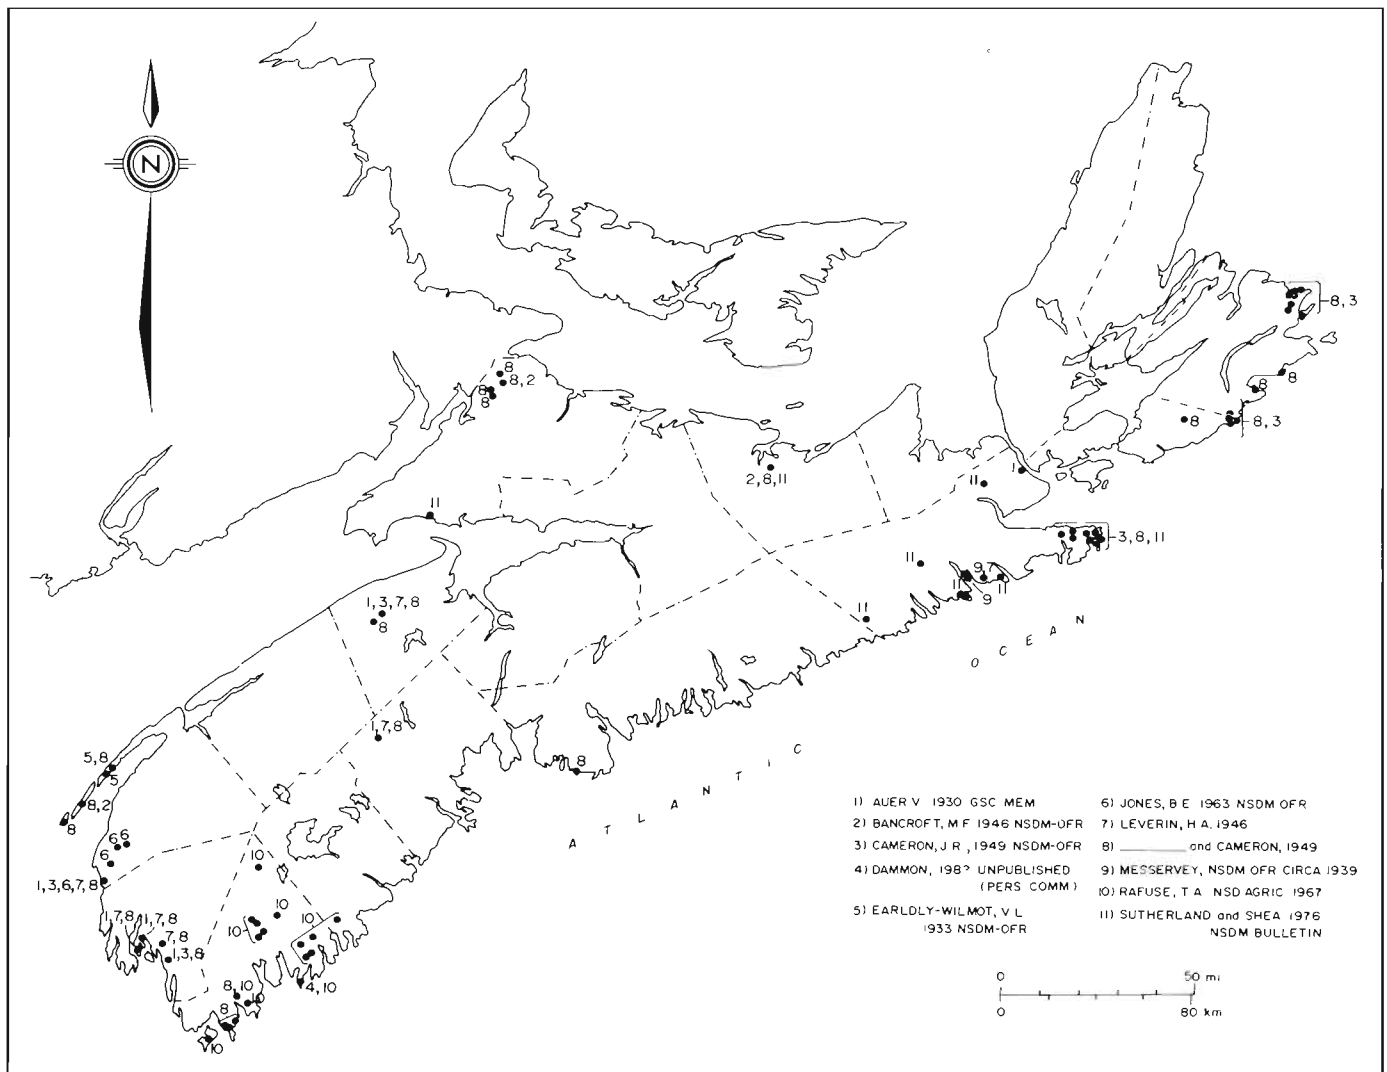 N
8,3
8
8,2
8
8
8
8
8
8,3
2,8,11
1
11
11
3,8,11
11
9,7
11
11
9
11
1,3,7,8
8
O C E A N
1,7,8
5,8
5
8
8,2
8
A T L A N T I C
6 6
6
10
1,3,6,7,8
10
10
10
1,7,8
1,7,8
7,8
1,3,8
4,10
8,10
10
8
10
1) AUER V 1930 GSC MEM
2) BANCROFT, M F 1946 NSDM-OFR
3) CAMERON, J R , 1949 NSDM-OFR
4) DAMMON, 198? UNPUBLISHED
(PERS COMM)
5) EARLDLY-WILMOT, V L
1933 NSDM-OFR
6) JONES, B E 1963 NSDM OFR
7) LEVERIN, H A. 1946
8) ________ and CAMERON, 1949
9) MESSERVEY, NSDM OFR CIRCA 1939
10) RAFUSE, T A NSD AGRIC 1967
11) SUTHERLAND and SHEA 1976
NSDM BULLETIN
0 50 mi
0 80 km